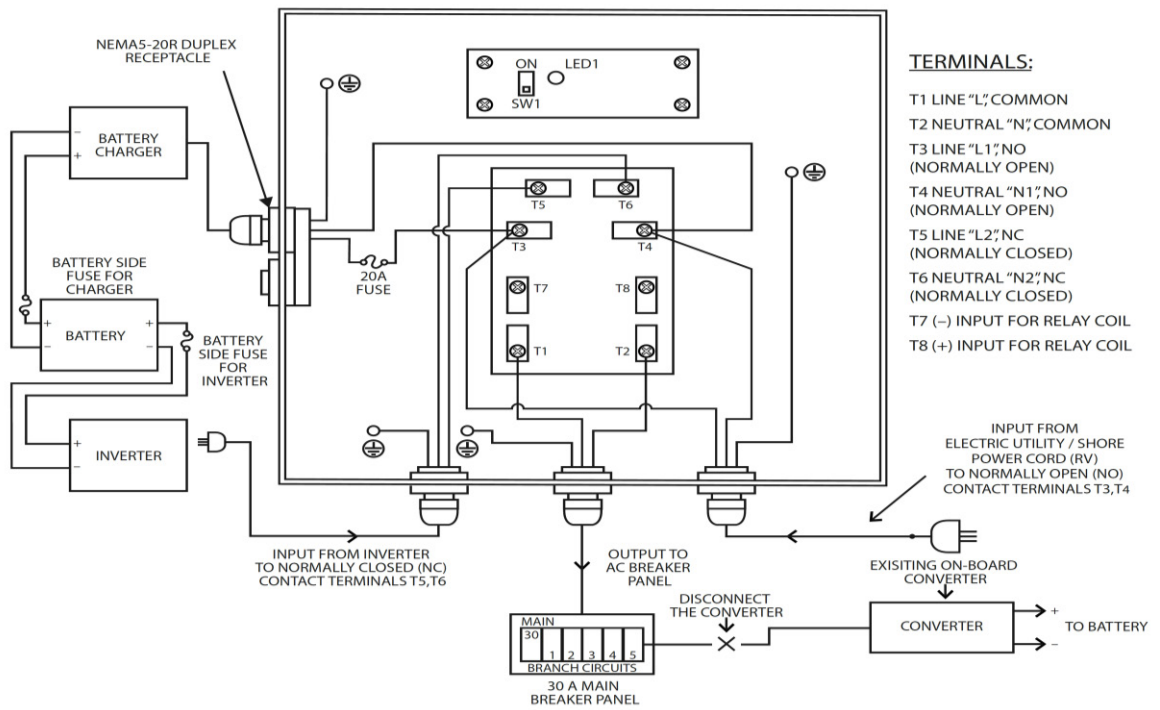 NEMA5-20R DUPLEX
RECEPTACLE
ON
LED1
SW1
TERMINALS:
T1 LINE "L", COMMON
T2 NEUTRAL "N", COMMON
T3 LINE "L1", NO
(NORMALLY OPEN)
T4 NEUTRAL "N1", NO
(NORMALLY OPEN)
T5 LINE "L2", NC
(NORMALLY CLOSED)
T6 NEUTRAL "N2", NC
(NORMALLY CLOSED)
T7 (–) INPUT FOR RELAY COIL
T8 (+) INPUT FOR RELAY COIL
BATTERY
CHARGER
–
+
T5
T6
T3
T4
20A
FUSE
T7
T8
T1
T2
BATTERY SIDE
FUSE FOR
CHARGER
+
–
BATTERY
+
–
BATTERY
SIDE FUSE
FOR
INVERTER
+
–
INVERTER
INPUT FROM
ELECTRIC UTILITY / SHORE
POWER CORD (RV)
TO NORMALLY OPEN (NO)
CONTACT TERMINALS T3,T4
INPUT FROM INVERTER
TO NORMALLY CLOSED (NC)
CONTACT TERMINALS T5,T6
OUTPUT TO
AC BREAKER
PANEL
EXISITING ON-BOARD
CONVERTER
DISCONNECT
THE CONVERTER
CONVERTER
+
–
TO BATTERY
MAIN
30
1 2 3 4 5
BRANCH CIRCUITS
30 A MAIN
BREAKER PANEL